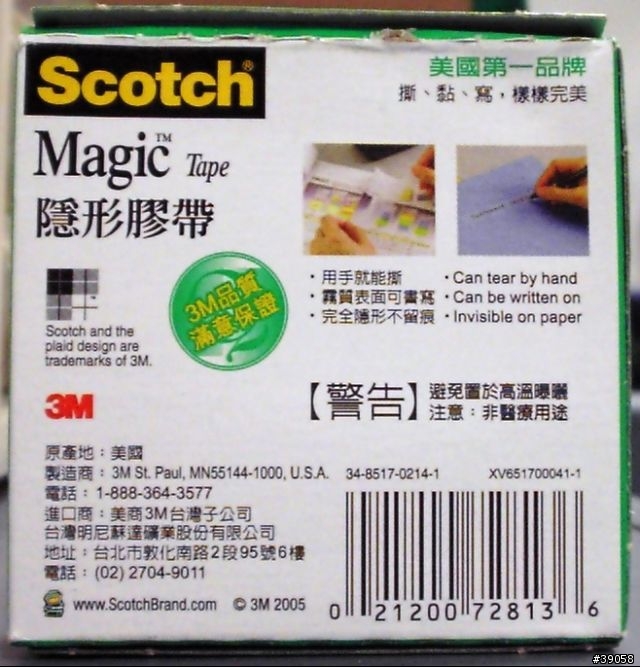 Scotch®
美國第一品牌
撕、黏、寫，樣樣完美
Magic™ Tape
隱形膠帶
3M品質
滿意保證
Scotch and the
plaid design are
trademarks of 3M.
3M
・用手就能撕
・霧質表面可書寫
・完全隱形不留痕
・Can tear by hand
・Can be written on
・Invisible on paper
【警告】
避免置於高溫曝曬
注意：非醫療用途
原產地：美國
製造商：3M St. Paul, MN55144-1000, U.S.A.
電話：1-888-364-3577
進口商：美商3M台灣子公司
台灣明尼蘇達礦業股份有限公司
地址：台北市敦化南路2段95號6樓
電話：(02) 2704-9011
www.ScotchBrand.com © 3M 2005
34-8517-0214-1 XV651700041-1
0 21200 72813 6
#39058